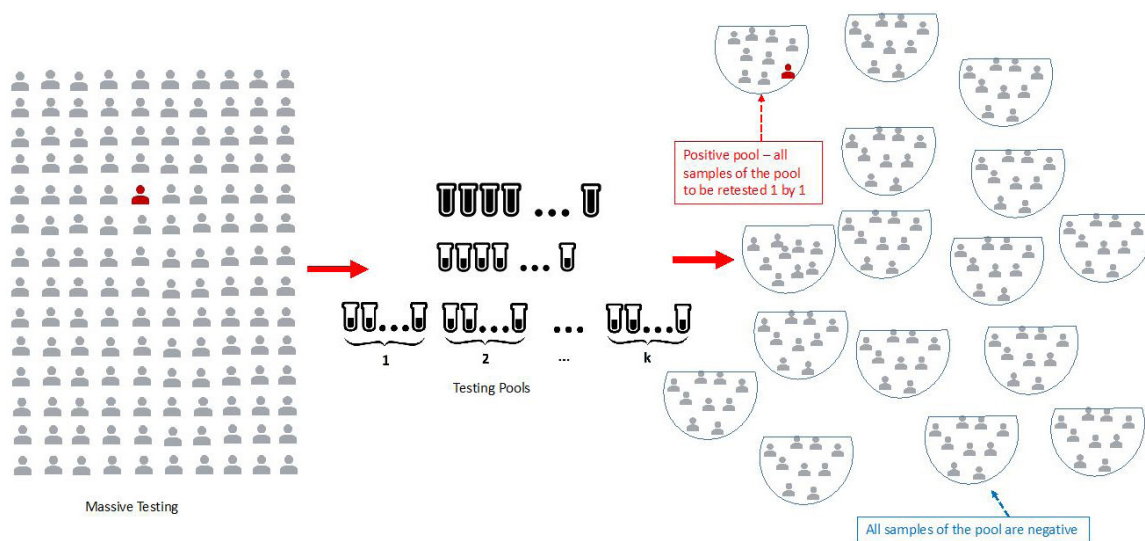 Positive pool – all
samples of the pool
to be retested 1 by 1
1 2 ... k
Testing Pools
Massive Testing
All samples of the pool are negative